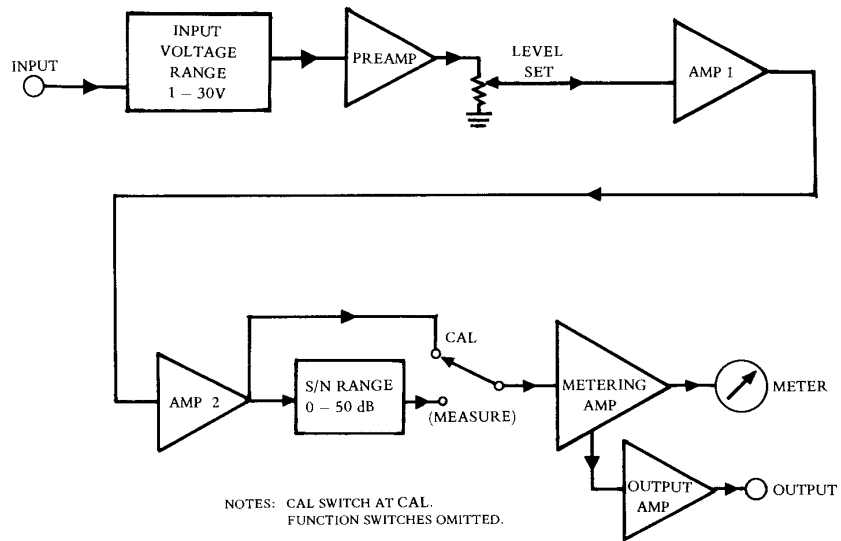 INPUT
INPUT
VOLTAGE
RANGE
1 – 30V
PREAMP
LEVEL
SET
AMP 1
AMP 2
S/N RANGE
0 – 50 dB
CAL
(MEASURE)
METERING
AMP
METER
OUTPUT
AMP
OUTPUT
NOTES: CAL SWITCH AT CAL.
FUNCTION SWITCHES OMITTED.